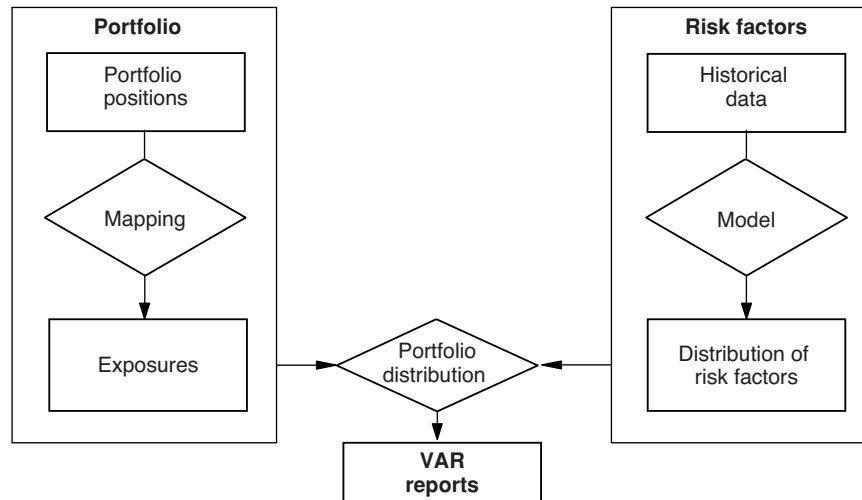 Portfolio
Portfolio
positions
Mapping
Exposures
Risk factors
Historical
data
Model
Distribution of
risk factors
Portfolio
distribution
VAR
reports